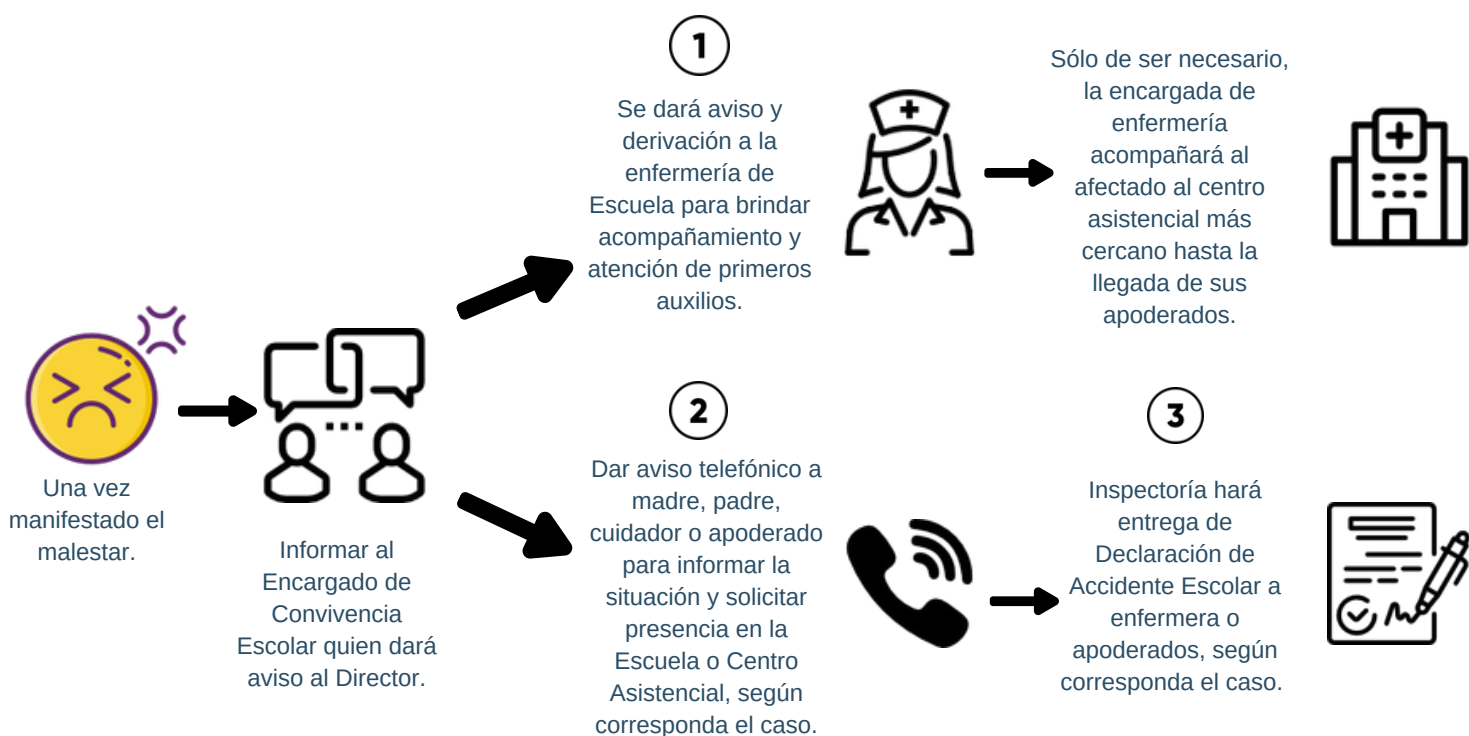 Una vez
manifestado el
malestar.
Informar al
Encargado de
Convivencia
Escolar quien dará
aviso al Director.
1
Se dará aviso y
derivación a la
enfermería de
Escuela para brindar
acompañamiento y
atención de primeros
auxilios.
Sólo de ser necesario,
la encargada de
enfermería
acompañará al
afectado al centro
asistencial más
cercano hasta la
llegada de sus
apoderados.
2
Dar aviso telefónico a
madre, padre,
cuidador o apoderado
para informar la
situación y solicitar
presencia en la
Escuela o Centro
Asistencial, según
corresponda el caso.
3
Inspectoría hará
entrega de
Declaración de
Accidente Escolar a
enfermera o
apoderados, según
corresponda el caso.